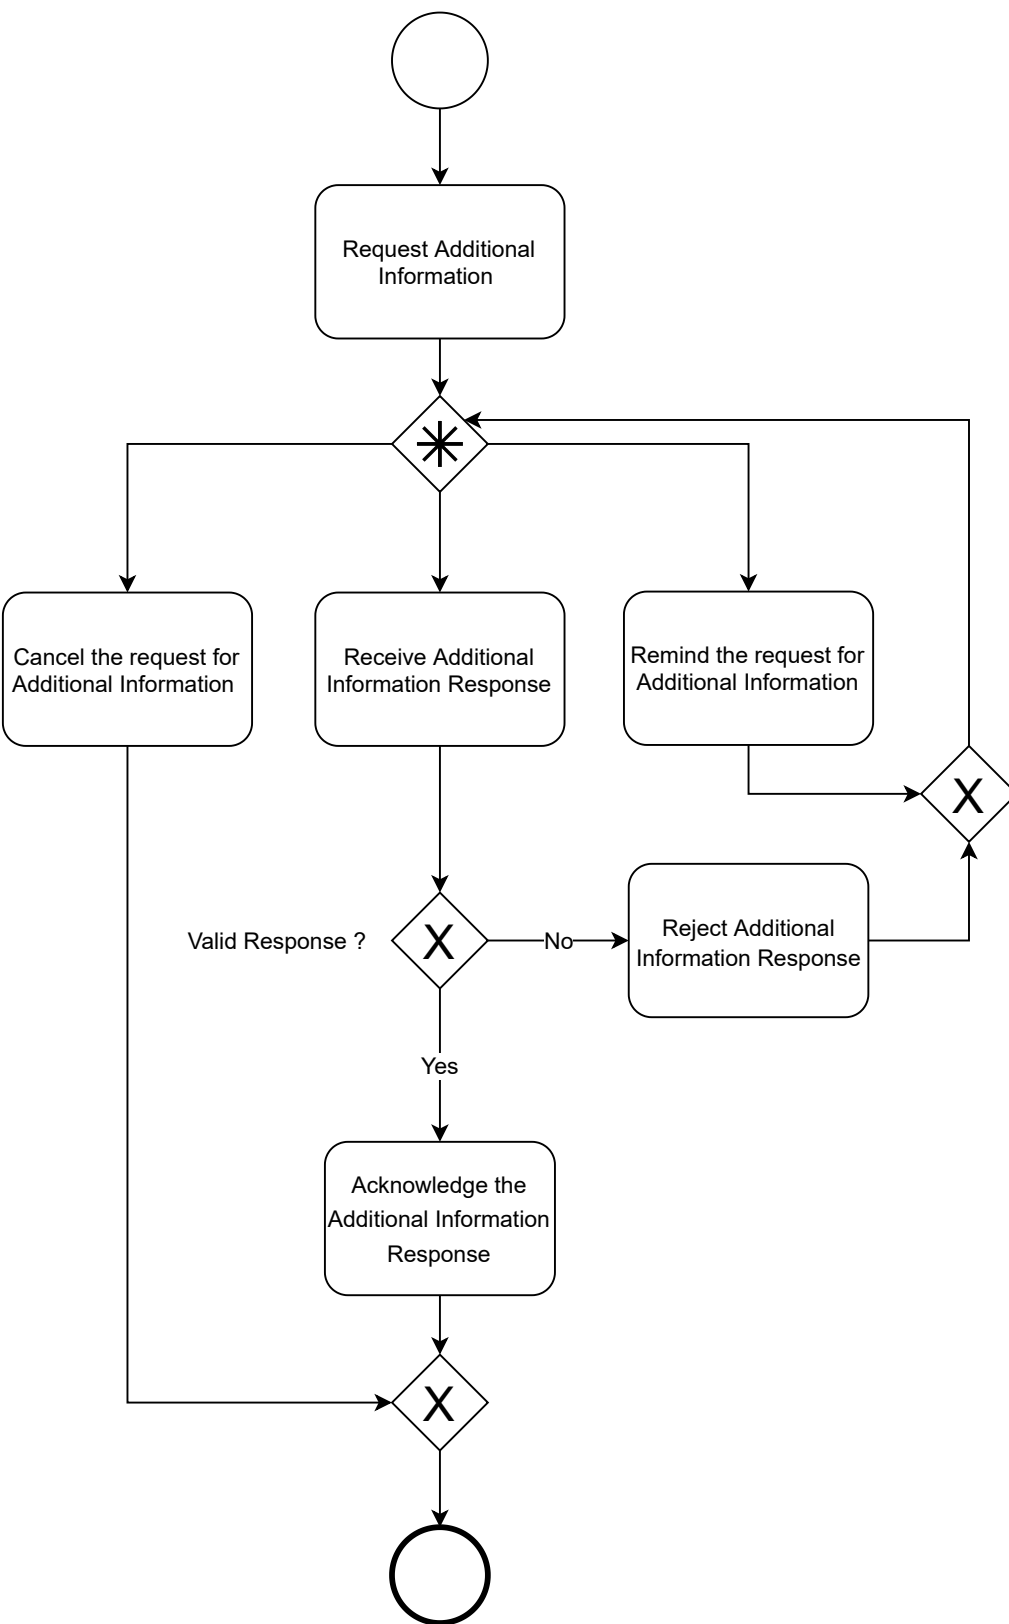 Request Additional
Information
Cancel the request for
Additional Information
Receive Additional
Information Response
Remind the request for
Additional Information
X
Valid Response ?
X
No
Reject Additional
Information Response
Yes
Acknowledge the
Additional Information
Response
X